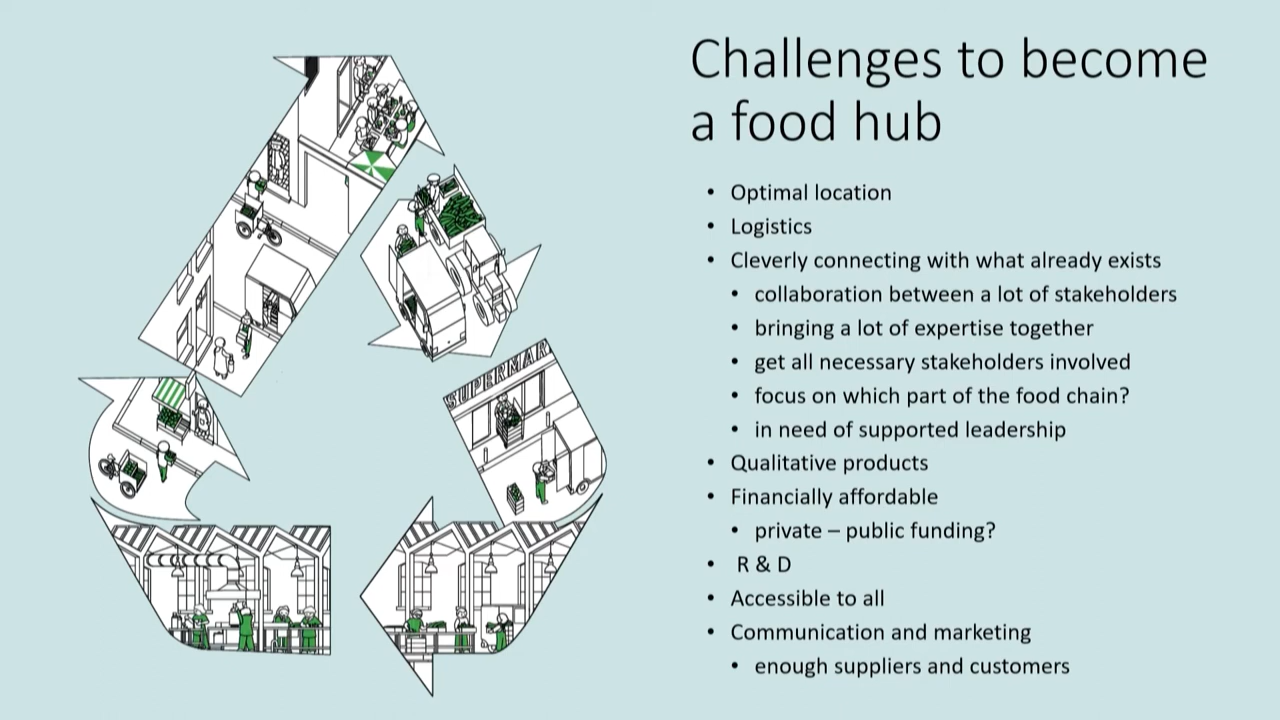 Challenges to become
a food hub
• Optimal location
• Logistics
• Cleverly connecting with what already exists
• collaboration between a lot of stakeholders
• bringing a lot of expertise together
• get all necessary stakeholders involved
• focus on which part of the food chain?
• in need of supported leadership
• Qualitative products
• Financially affordable
• private – public funding?
• R & D
• Accessible to all
• Communication and marketing
• enough suppliers and customers
SUPERMAR